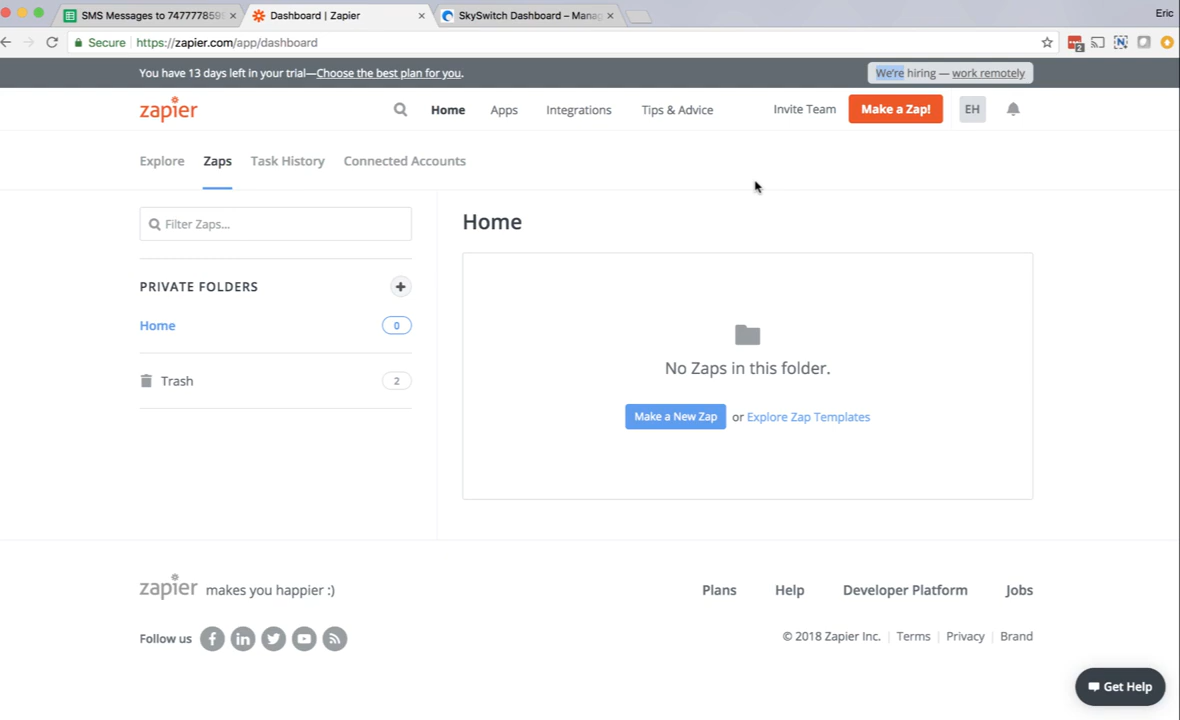 SMS Messages to 7477778595
Dashboard | Zapier
SkySwitch Dashboard – Manag
Eric
Secure https://zapier.com/app/dashboard
2
You have 13 days left in your trial—Choose the best plan for you.
We're hiring — work remotely
zapier
Home
Apps
Integrations
Tips & Advice
Invite Team
Make a Zap!
EH
Explore
Zaps
Task History
Connected Accounts
Filter Zaps...
PRIVATE FOLDERS
Home
0
Trash
2
Home
No Zaps in this folder.
Make a New Zap or Explore Zap Templates
zapier makes you happier :)
Plans
Help
Developer Platform
Jobs
Follow us
© 2018 Zapier Inc. | Terms | Privacy | Brand
Get Help